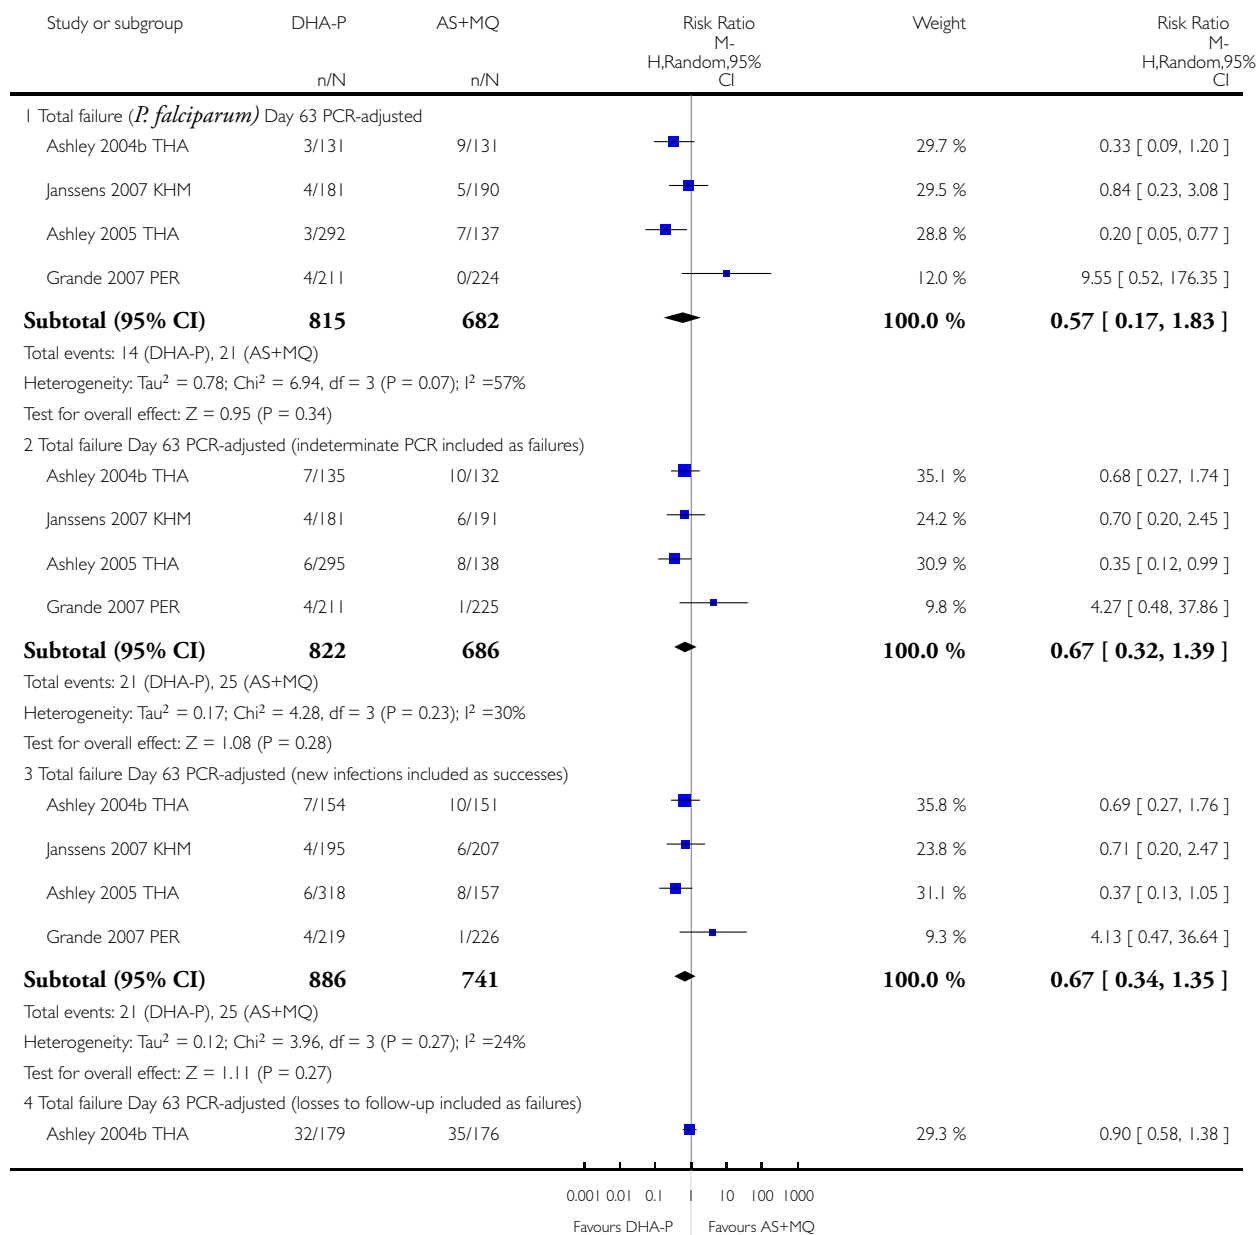 Study or subgroup DHA-P AS+MQ Risk Ratio Weight Risk Ratio
n/N n/N M-H,Random,95% CI M-H,Random,95% CI
1 Total failure (P. falciparum) Day 63 PCR-adjusted
Ashley 2004b THA 3/131 9/131 29.7 % 0.33 [ 0.09, 1.20 ]
Janssens 2007 KHM 4/181 5/190 29.5 % 0.84 [ 0.23, 3.08 ]
Ashley 2005 THA 3/292 7/137 28.8 % 0.20 [ 0.05, 0.77 ]
Grande 2007 PER 4/211 0/224 12.0 % 9.55 [ 0.52, 176.35 ]
Subtotal (95% CI) 815 682 100.0 % 0.57 [ 0.17, 1.83 ]
Total events: 14 (DHA-P), 21 (AS+MQ)
Heterogeneity: Tau² = 0.78; Chi² = 6.94, df = 3 (P = 0.07); I² =57%
Test for overall effect: Z = 0.95 (P = 0.34)
2 Total failure Day 63 PCR-adjusted (indeterminate PCR included as failures)
Ashley 2004b THA 7/135 10/132 35.1 % 0.68 [ 0.27, 1.74 ]
Janssens 2007 KHM 4/181 6/191 24.2 % 0.70 [ 0.20, 2.45 ]
Ashley 2005 THA 6/295 8/138 30.9 % 0.35 [ 0.12, 0.99 ]
Grande 2007 PER 4/211 1/225 9.8 % 4.27 [ 0.48, 37.86 ]
Subtotal (95% CI) 822 686 100.0 % 0.67 [ 0.32, 1.39 ]
Total events: 21 (DHA-P), 25 (AS+MQ)
Heterogeneity: Tau² = 0.17; Chi² = 4.28, df = 3 (P = 0.23); I² =30%
Test for overall effect: Z = 1.08 (P = 0.28)
3 Total failure Day 63 PCR-adjusted (new infections included as successes)
Ashley 2004b THA 7/154 10/151 35.8 % 0.69 [ 0.27, 1.76 ]
Janssens 2007 KHM 4/195 6/207 23.8 % 0.71 [ 0.20, 2.47 ]
Ashley 2005 THA 6/318 8/157 31.1 % 0.37 [ 0.13, 1.05 ]
Grande 2007 PER 4/219 1/226 9.3 % 4.13 [ 0.47, 36.64 ]
Subtotal (95% CI) 886 741 100.0 % 0.67 [ 0.34, 1.35 ]
Total events: 21 (DHA-P), 25 (AS+MQ)
Heterogeneity: Tau² = 0.12; Chi² = 3.96, df = 3 (P = 0.27); I² =24%
Test for overall effect: Z = 1.11 (P = 0.27)
4 Total failure Day 63 PCR-adjusted (losses to follow-up included as failures)
Ashley 2004b THA 32/179 35/176 29.3 % 0.90 [ 0.58, 1.38 ]
0.001 0.01 0.1 1 10 100 1000
Favours DHA-P Favours AS+MQ